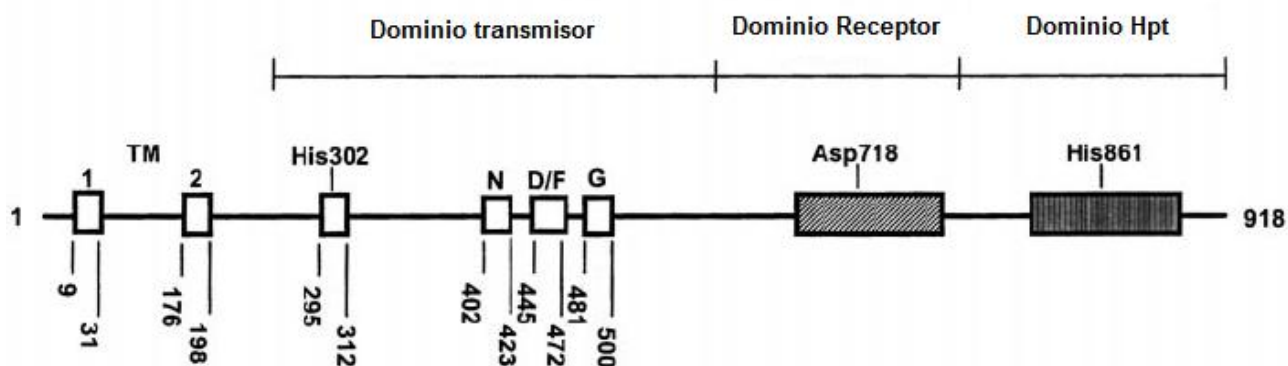 Dominio transmisor Dominio Receptor Dominio Hpt
TM His302 Asp718 His861
1 2 N D/F G
1 918
9 31 176 198 295 312 402 423 445 472 481 500